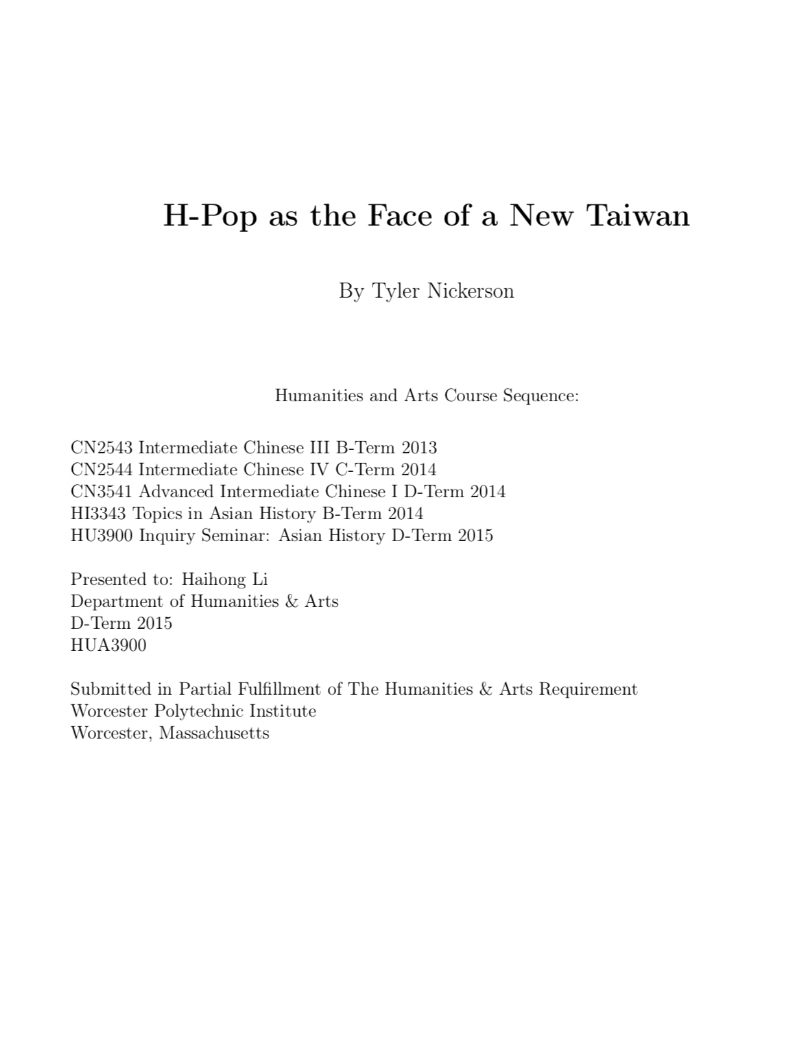 H-Pop as the Face of a New Taiwan
By Tyler Nickerson
Humanities and Arts Course Sequence:
CN2543 Intermediate Chinese III B-Term 2013
CN2544 Intermediate Chinese IV C-Term 2014
CN3541 Advanced Intermediate Chinese I D-Term 2014
HI3343 Topics in Asian History B-Term 2014
HU3900 Inquiry Seminar: Asian History D-Term 2015
Presented to: Haihong Li
Department of Humanities & Arts
D-Term 2015
HUA3900
Submitted in Partial Fulfillment of The Humanities & Arts Requirement
Worcester Polytechnic Institute
Worcester, Massachusetts